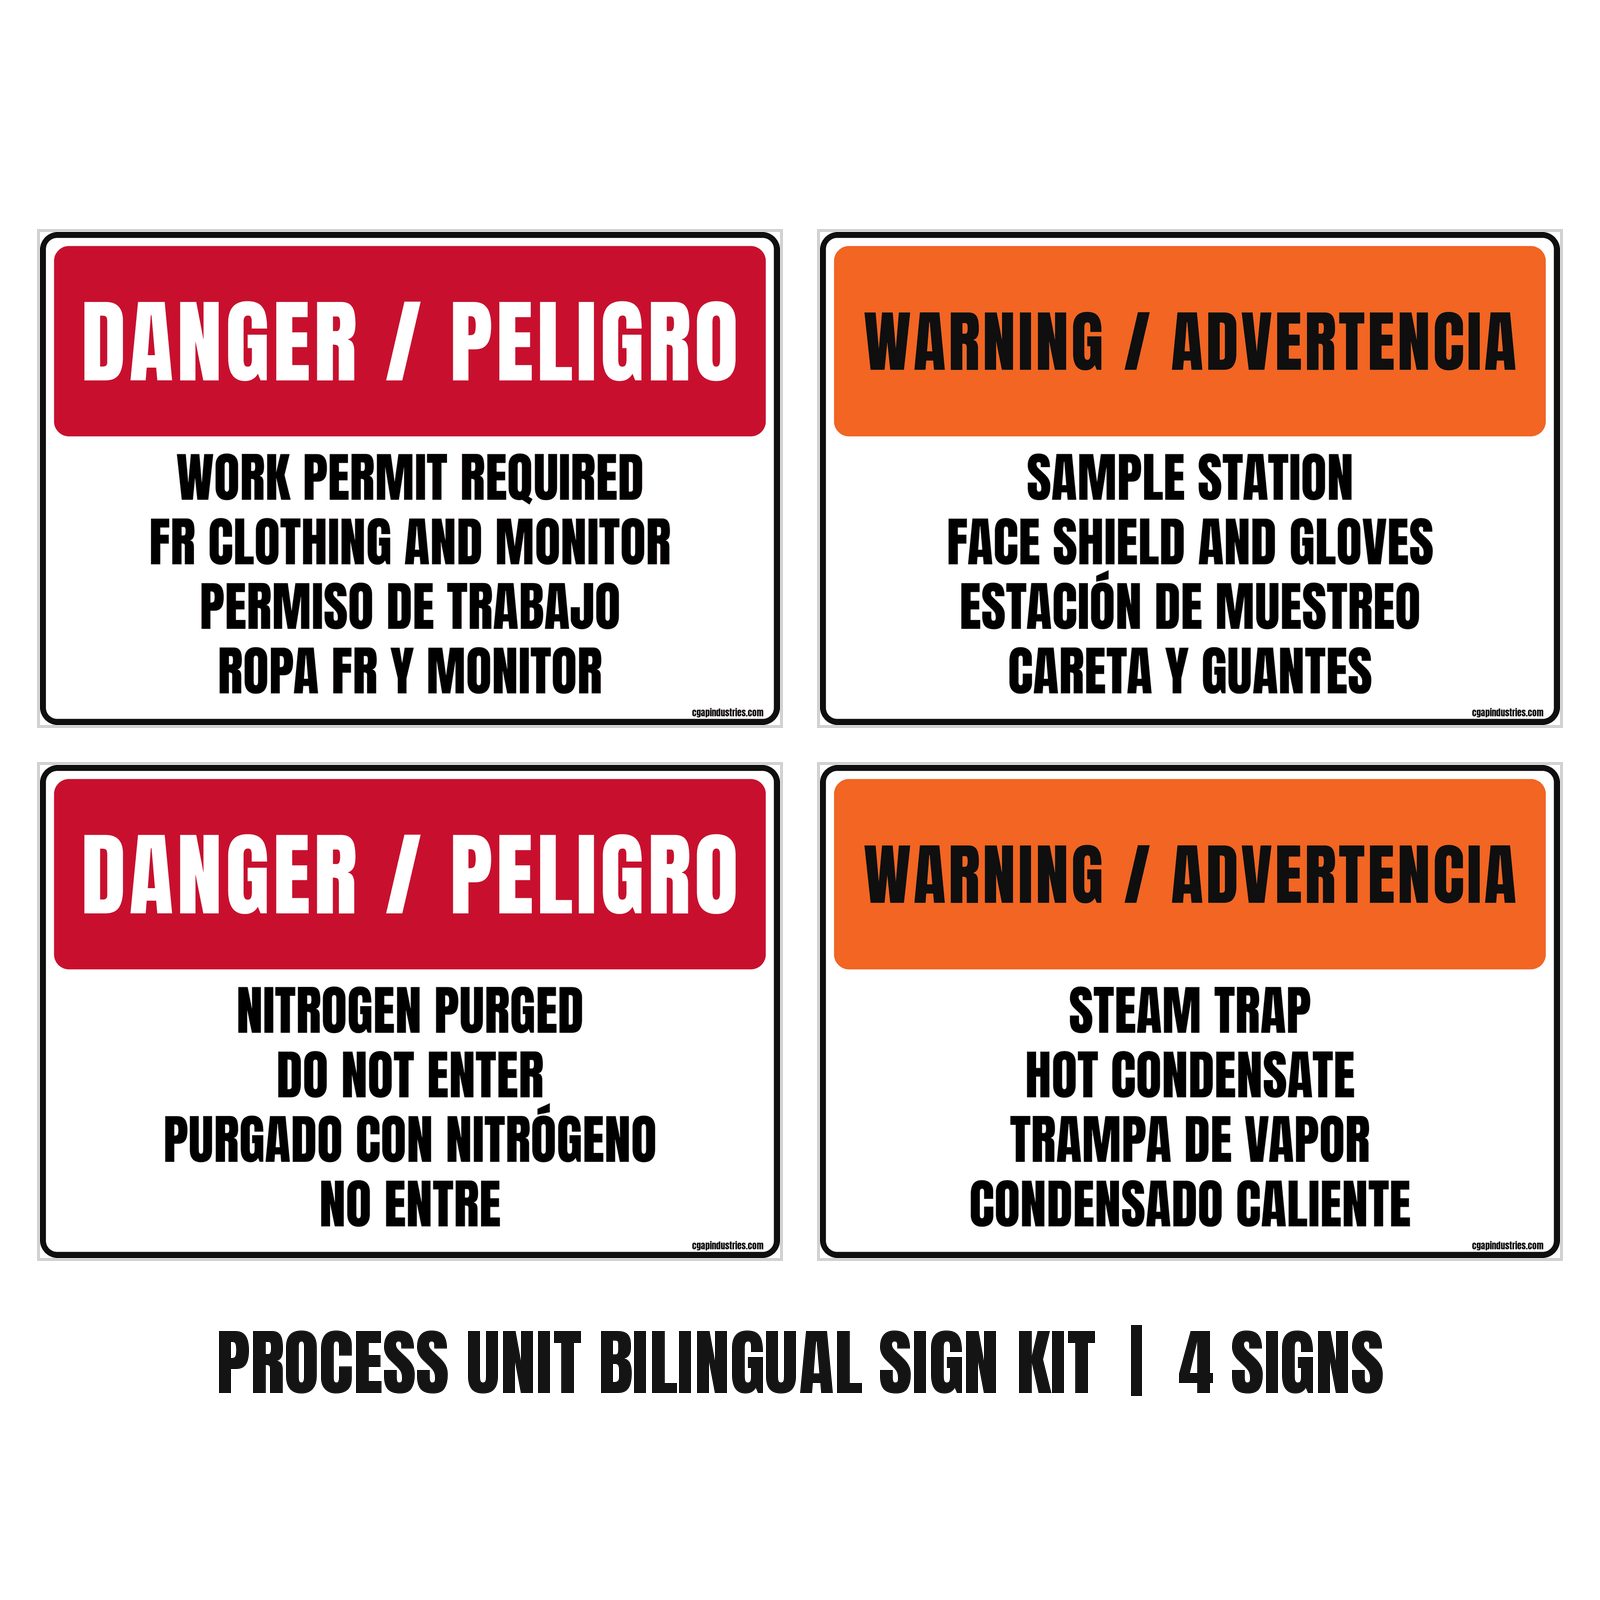 DANGER / PELIGRO
WORK PERMIT REQUIRED
FR CLOTHING AND MONITOR
PERMISO DE TRABAJO
ROPA FR Y MONITOR
cgapindustries.com
WARNING / ADVERTENCIA
SAMPLE STATION
FACE SHIELD AND GLOVES
ESTACIÓN DE MUESTREO
CARETA Y GUANTES
cgapindustries.com
DANGER / PELIGRO
NITROGEN PURGED
DO NOT ENTER
PURGADO CON NITRÓGENO
NO ENTRE
cgapindustries.com
WARNING / ADVERTENCIA
STEAM TRAP
HOT CONDENSATE
TRAMPA DE VAPOR
CONDENSADO CALIENTE
cgapindustries.com
PROCESS UNIT BILINGUAL SIGN KIT | 4 SIGNS